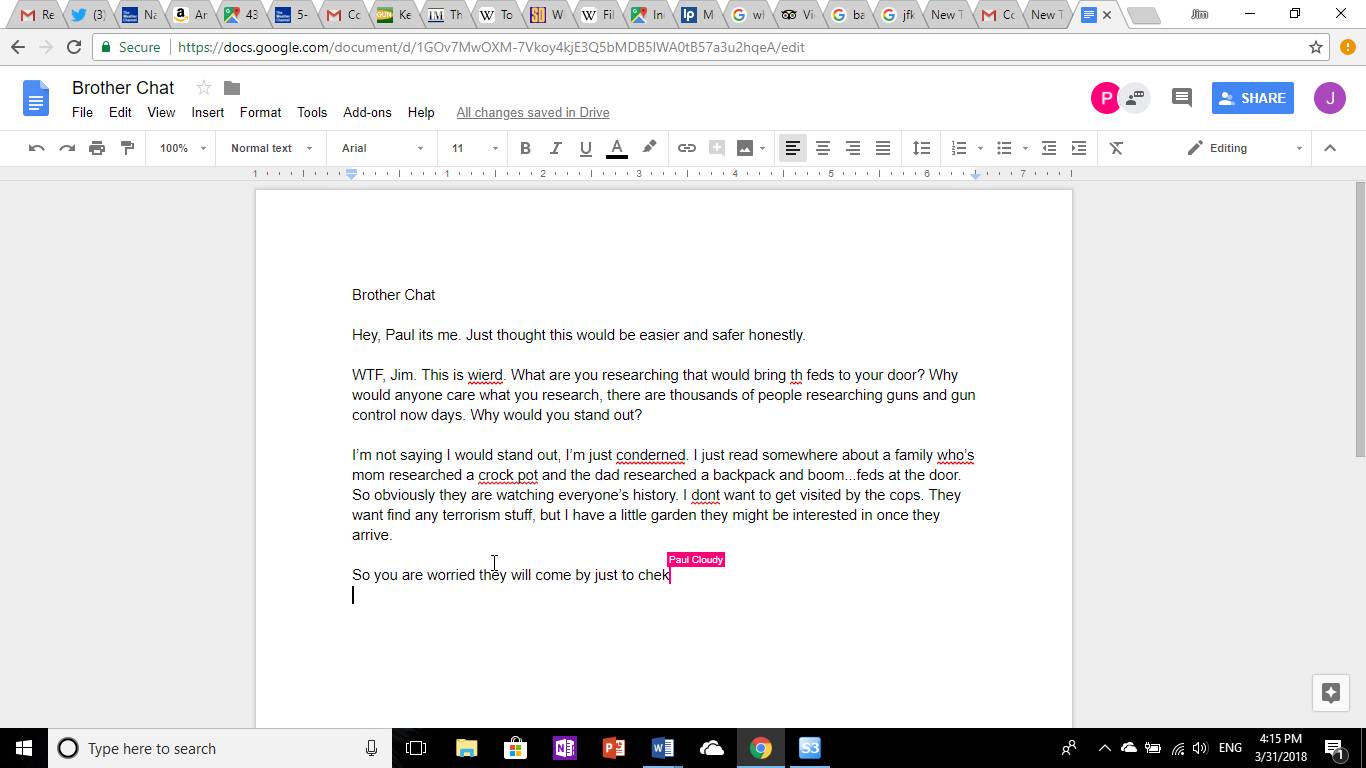 Re
(3)
Na
Ar
43
5-
Cc
Ke
Th
To
W
Fil
In
M
wl
Vi
ba
jfk
New T
Cc
New T
Jim
Secure
https://docs.google.com/document/d/1GOv7MwOXM-7Vkoy4kjE3Q5bMDB5lWA0tB57a3u2hqeA/edit
Brother Chat
File Edit View Insert Format Tools Add-ons Help All changes saved in Drive
P
SHARE
J
100% Normal text Arial 11 B I U A Editing
1 1 2 3 4 5 6 7
Brother Chat
Hey, Paul its me. Just thought this would be easier and safer honestly.
WTF, Jim. This is wierd. What are you researching that would bring th feds to your door? Why
would anyone care what you research, there are thousands of people researching guns and gun
control now days. Why would you stand out?
I'm not saying I would stand out, I'm just conderned. I just read somewhere about a family who's
mom researched a crock pot and the dad researched a backpack and boom...feds at the door.
So obviously they are watching everyone's history. I dont want to get visited by the cops. They
want find any terrorism stuff, but I have a little garden they might be interested in once they
arrive.
Paul Cloudy
So you are worried they will come by just to chek
Type here to search
ENG
4:15 PM
3/31/2018
1